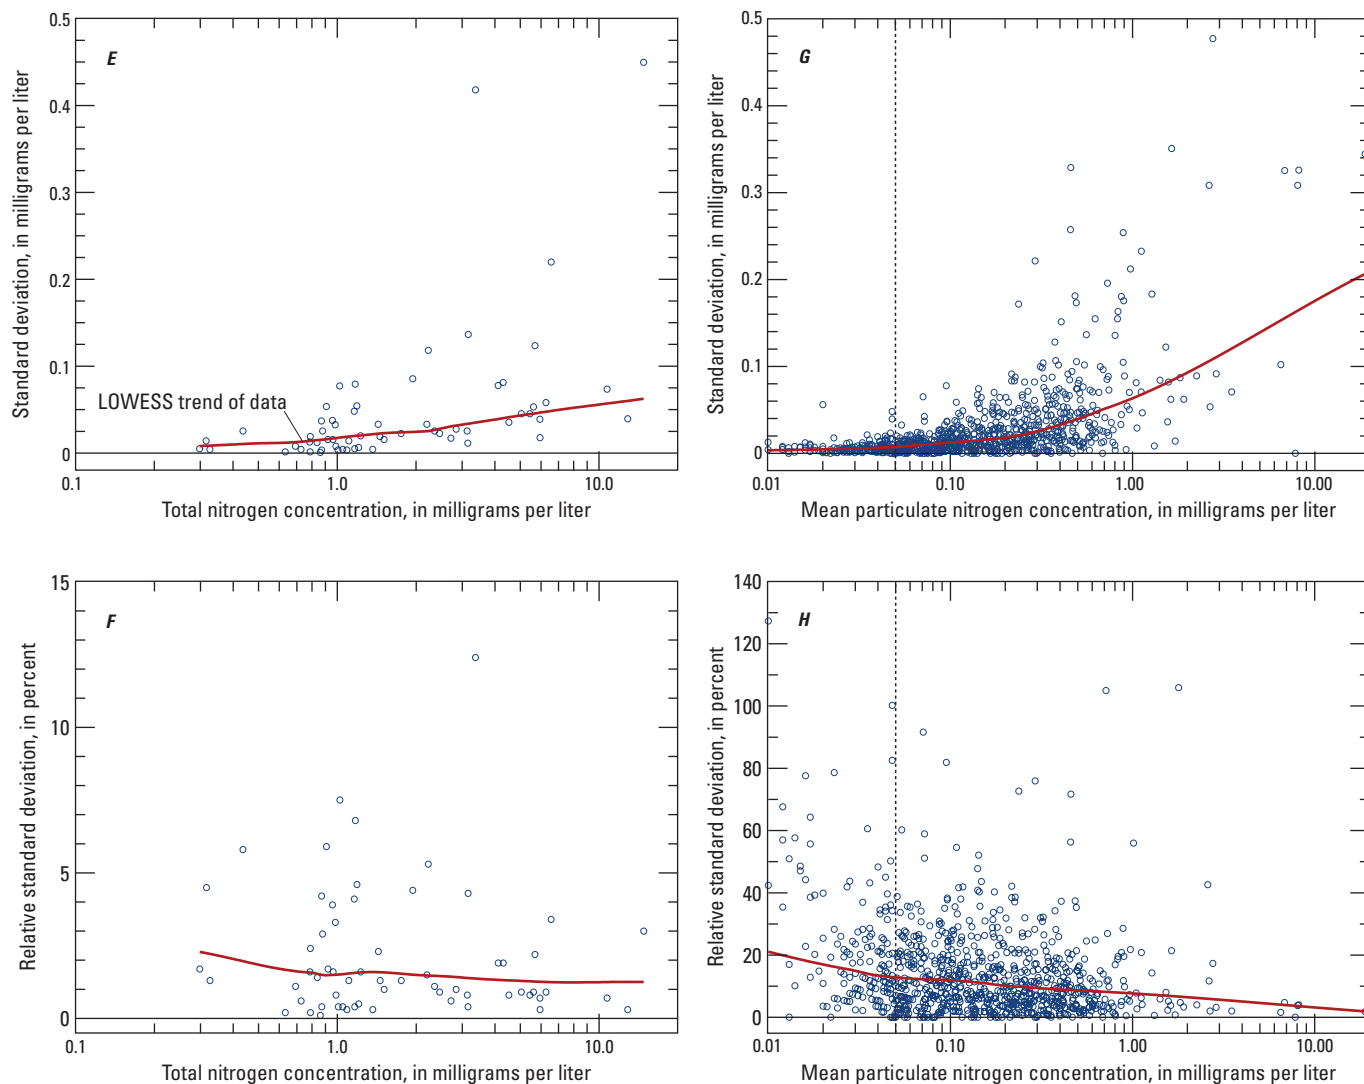 E
Standard deviation, in milligrams per liter
0.5
0.4
0.3
0.2
0.1
0
LOWESS trend of data
0.1 1.0 10.0
Total nitrogen concentration, in milligrams per liter
G
Standard deviation, in milligrams per liter
0.5
0.4
0.3
0.2
0.1
0
0.01 0.10 1.00 10.00
Mean particulate nitrogen concentration, in milligrams per liter
F
Relative standard deviation, in percent
15
10
5
0
0.1 1.0 10.0
Total nitrogen concentration, in milligrams per liter
H
Relative standard deviation, in percent
140
120
100
80
60
40
20
0
0.01 0.10 1.00 10.00
Mean particulate nitrogen concentration, in milligrams per liter